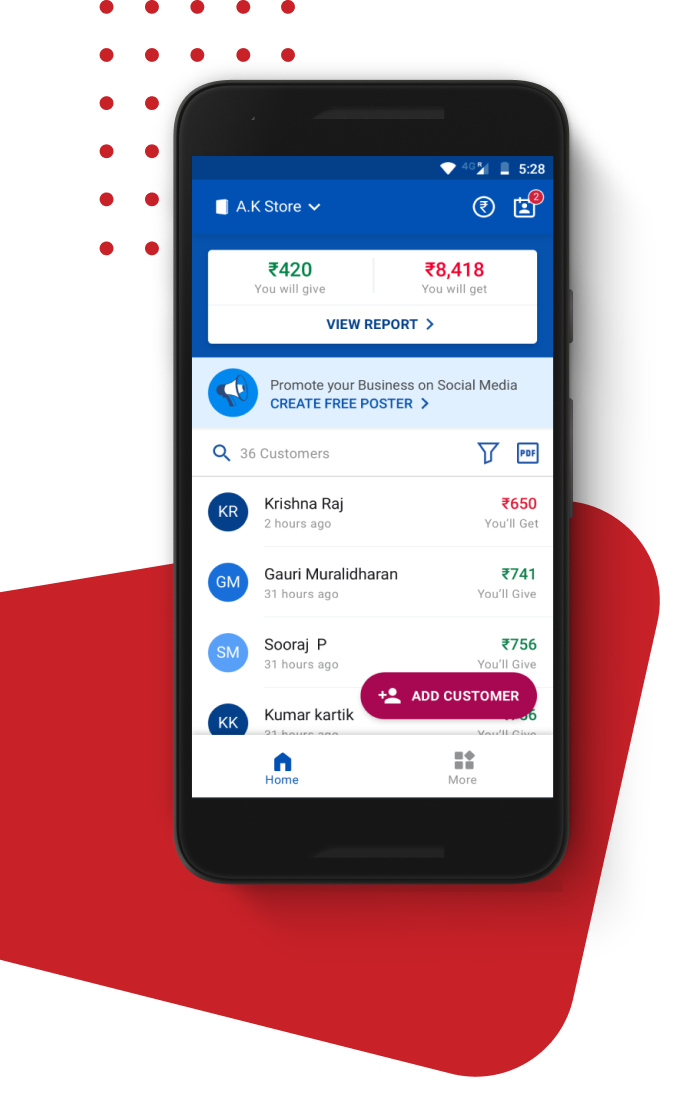 4G R 5:28
A.K Store
2
₹420 ₹8,418
You will give You will get
VIEW REPORT
Promote your Business on Social Media
CREATE FREE POSTER
36 Customers PDF
KR Krishna Raj ₹650
2 hours ago You'll Get
GM Gauri Muralidharan ₹741
31 hours ago You'll Give
SM Sooraj P ₹756
31 hours ago You'll Give
ADD CUSTOMER
KK Kumar kartik
31 hours ago You'll Give
Home More